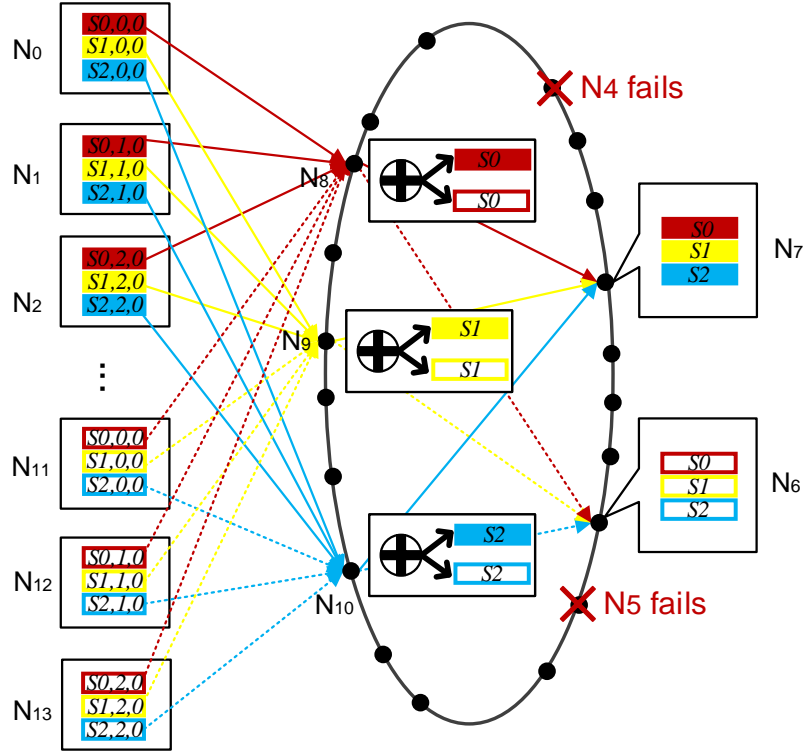 N0
S0,0,0
S1,0,0
S2,0,0
N1
S0,1,0
S1,1,0
S2,1,0
N2
S0,2,0
S1,2,0
S2,2,0
...
N11
S0,0,0
S1,0,0
S2,0,0
N12
S0,1,0
S1,1,0
S2,1,0
N13
S0,2,0
S1,2,0
S2,2,0
N8
S0
S0
N9
S1
S1
N10
S2
S2
N4 fails
N7
S0
S1
S2
N6
S0
S1
S2
N5 fails